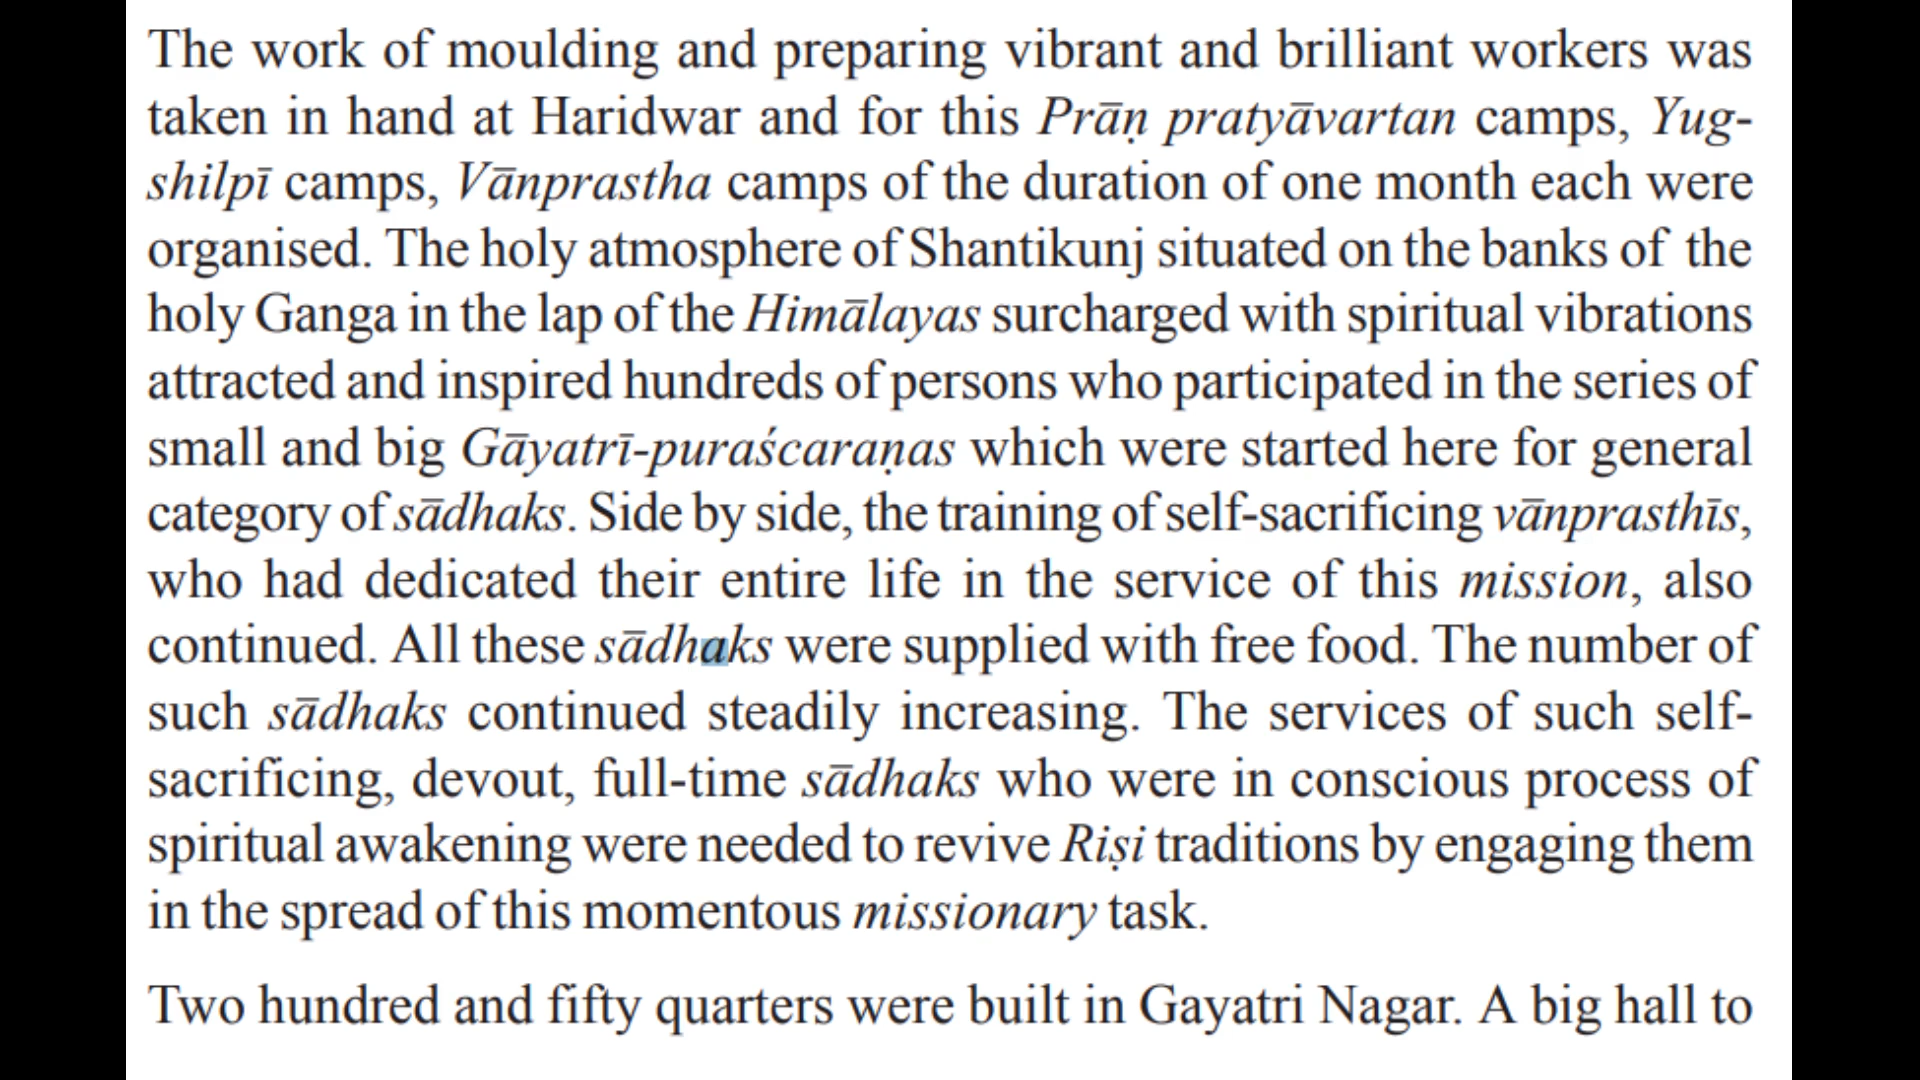 The work of moulding and preparing vibrant and brilliant workers was
taken in hand at Haridwar and for this Prāṇ pratyāvartan camps, Yug-
shilpī camps, Vānprastha camps of the duration of one month each were
organised. The holy atmosphere of Shantikunj situated on the banks of the
holy Ganga in the lap of the Himālayas surcharged with spiritual vibrations
attracted and inspired hundreds of persons who participated in the series of
small and big Gāyatrī-puraścaraṇas which were started here for general
category of sādhaks. Side by side, the training of self-sacrificing vānprasthīs,
who had dedicated their entire life in the service of this mission, also
continued. All these sādhaks were supplied with free food. The number of
such sādhaks continued steadily increasing. The services of such self-
sacrificing, devout, full-time sādhaks who were in conscious process of
spiritual awakening were needed to revive Riṣi traditions by engaging them
in the spread of this momentous missionary task.
Two hundred and fifty quarters were built in Gayatri Nagar. A big hall to